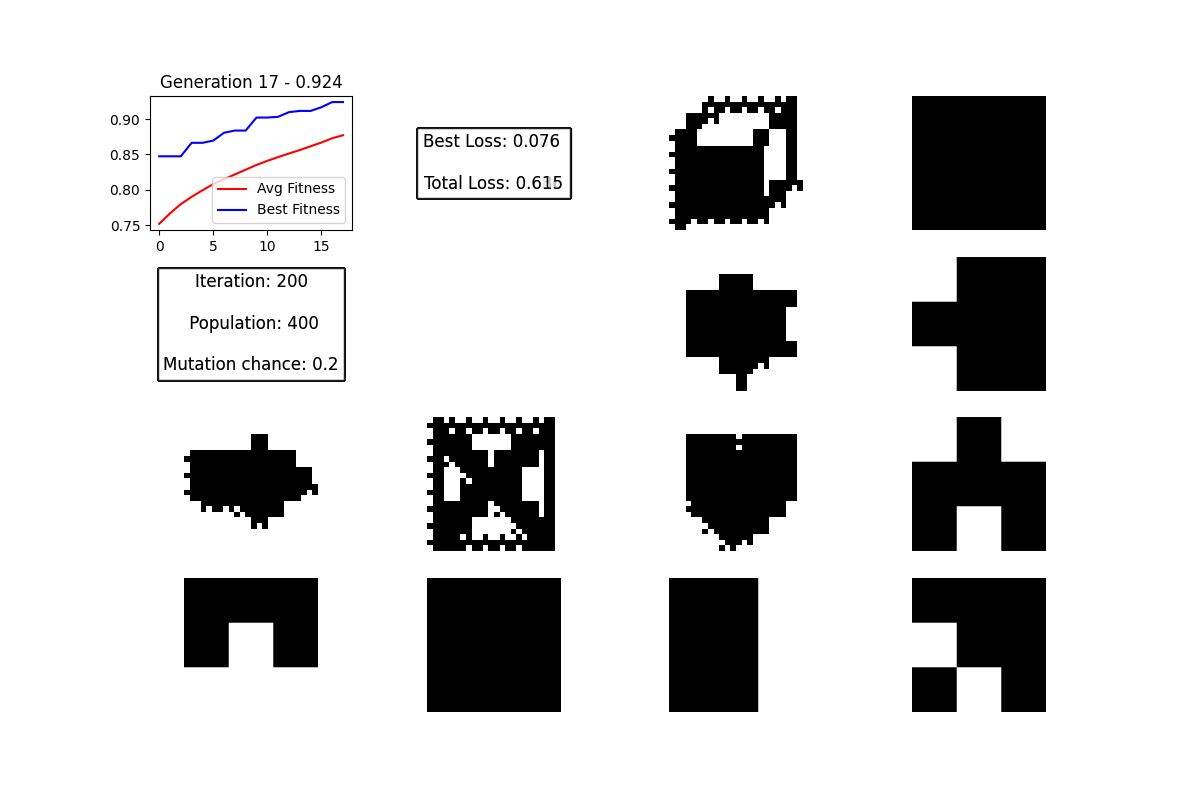 Generation 17 - 0.924
0.90
0.85
0.80
0.75
0
5
10
15
Avg Fitness
Best Fitness
Best Loss: 0.076
Total Loss: 0.615
Iteration: 200
Population: 400
Mutation chance: 0.2